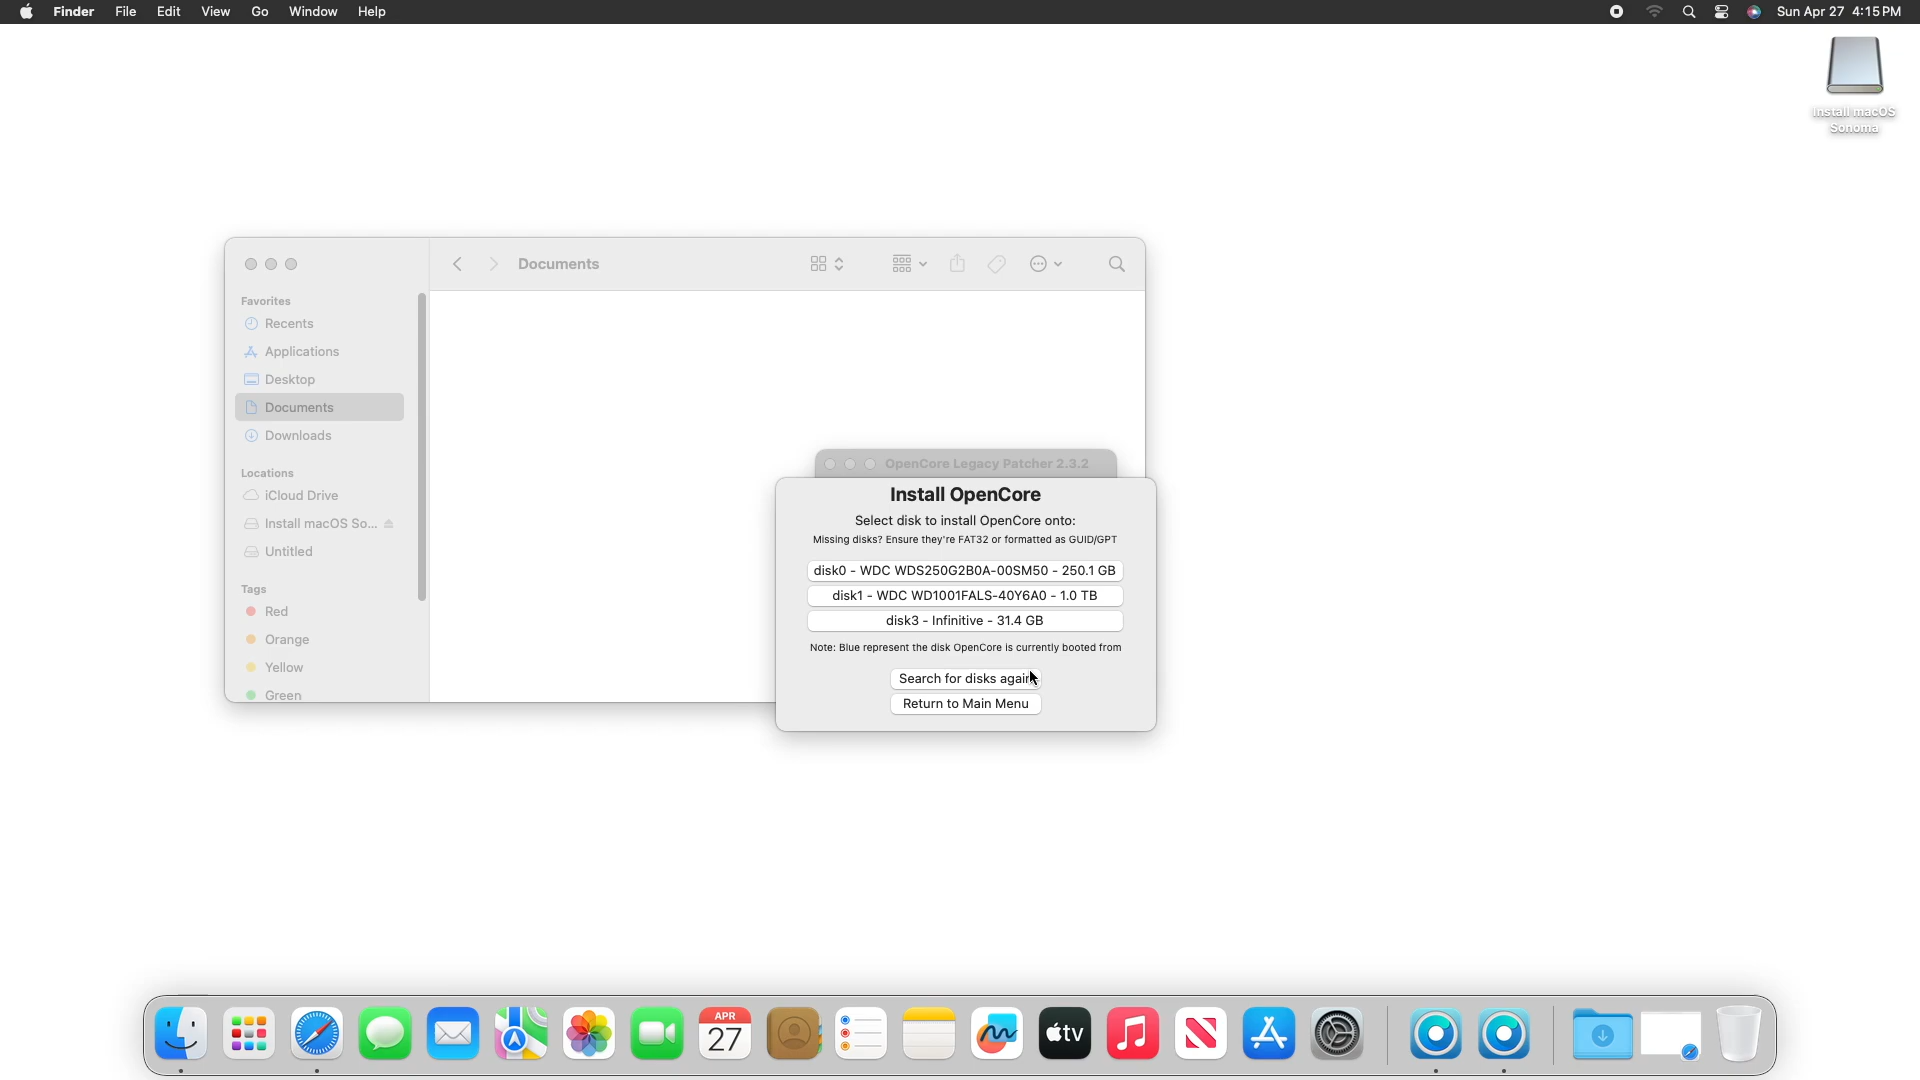 Finder File Edit View Go Window Help
Sun Apr 27 4:15 PM
Install macOS
Sonoma
Documents
Favorites
Recents
Applications
Desktop
Documents
Downloads
Locations
iCloud Drive
Install macOS So...
Untitled
Tags
Red
Orange
Yellow
Green
OpenCore Legacy Patcher 2.3.2
Install OpenCore
Select disk to install OpenCore onto:
Missing disks? Ensure they're FAT32 or formatted as GUID/GPT
disk0 - WDC WDS250G2B0A-00SM50 - 250.1 GB
disk1 - WDC WD1001FALS-40Y6A0 - 1.0 TB
disk3 - Infinitive - 31.4 GB
Note: Blue represent the disk OpenCore is currently booted from
Search for disks again
Return to Main Menu
APR
27
tv